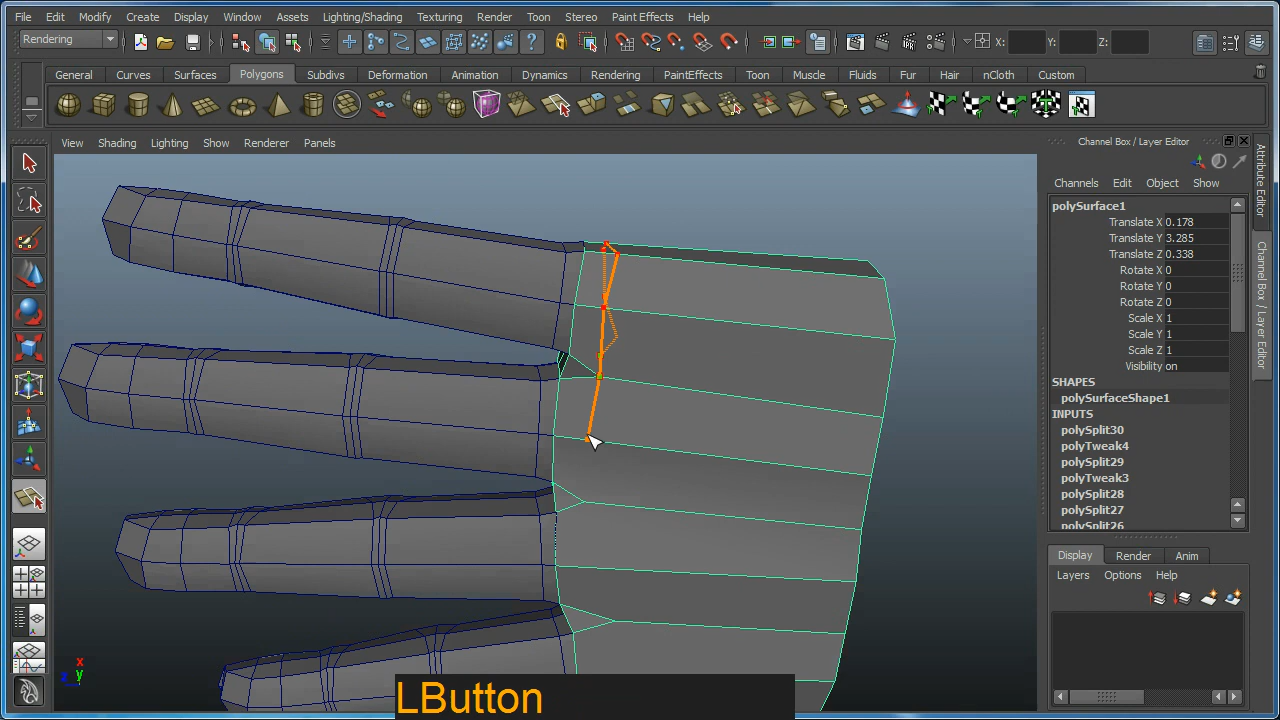 File Edit Modify Create Display Window Assets Lighting/Shading Texturing Render Toon Stereo Paint Effects Help
Rendering X: Y: Z:
General Curves Surfaces Polygons Subdivs Deformation Animation Dynamics Rendering PaintEffects Toon Muscle Fluids Fur Hair nCloth Custom
View Shading Lighting Show Renderer Panels
Channel Box / Layer Editor
Channels Edit Object Show
polySurface1
Translate X 0.178
Translate Y 3.285
Translate Z 0.338
Rotate X 0
Rotate Y 0
Rotate Z 0
Scale X 1
Scale Y 1
Scale Z 1
Visibility on
SHAPES
polySurfaceShape1
INPUTS
polySplit30
polyTweak4
polySplit29
polyTweak3
polySplit28
polySplit27
polySplit26
Display Render Anim
Layers Options Help
Attribute Editor
Channel Box / Layer Editor
x
y
z
LButton